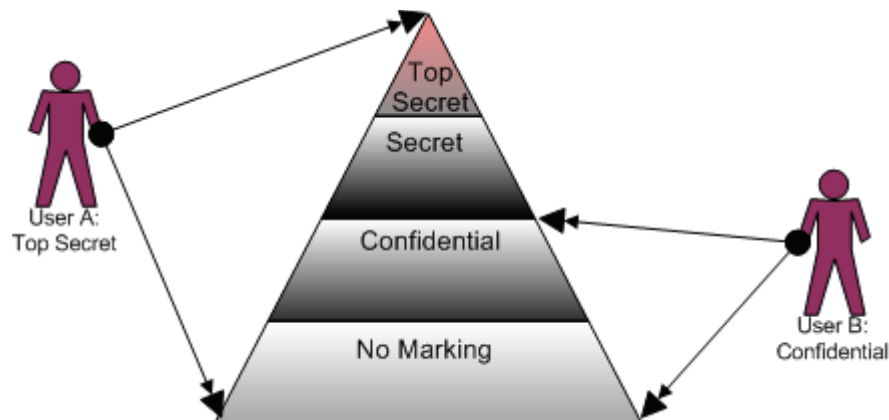 Top
Secret
Secret
User A:
Top Secret
Confidential
User B:
Confidential
No Marking